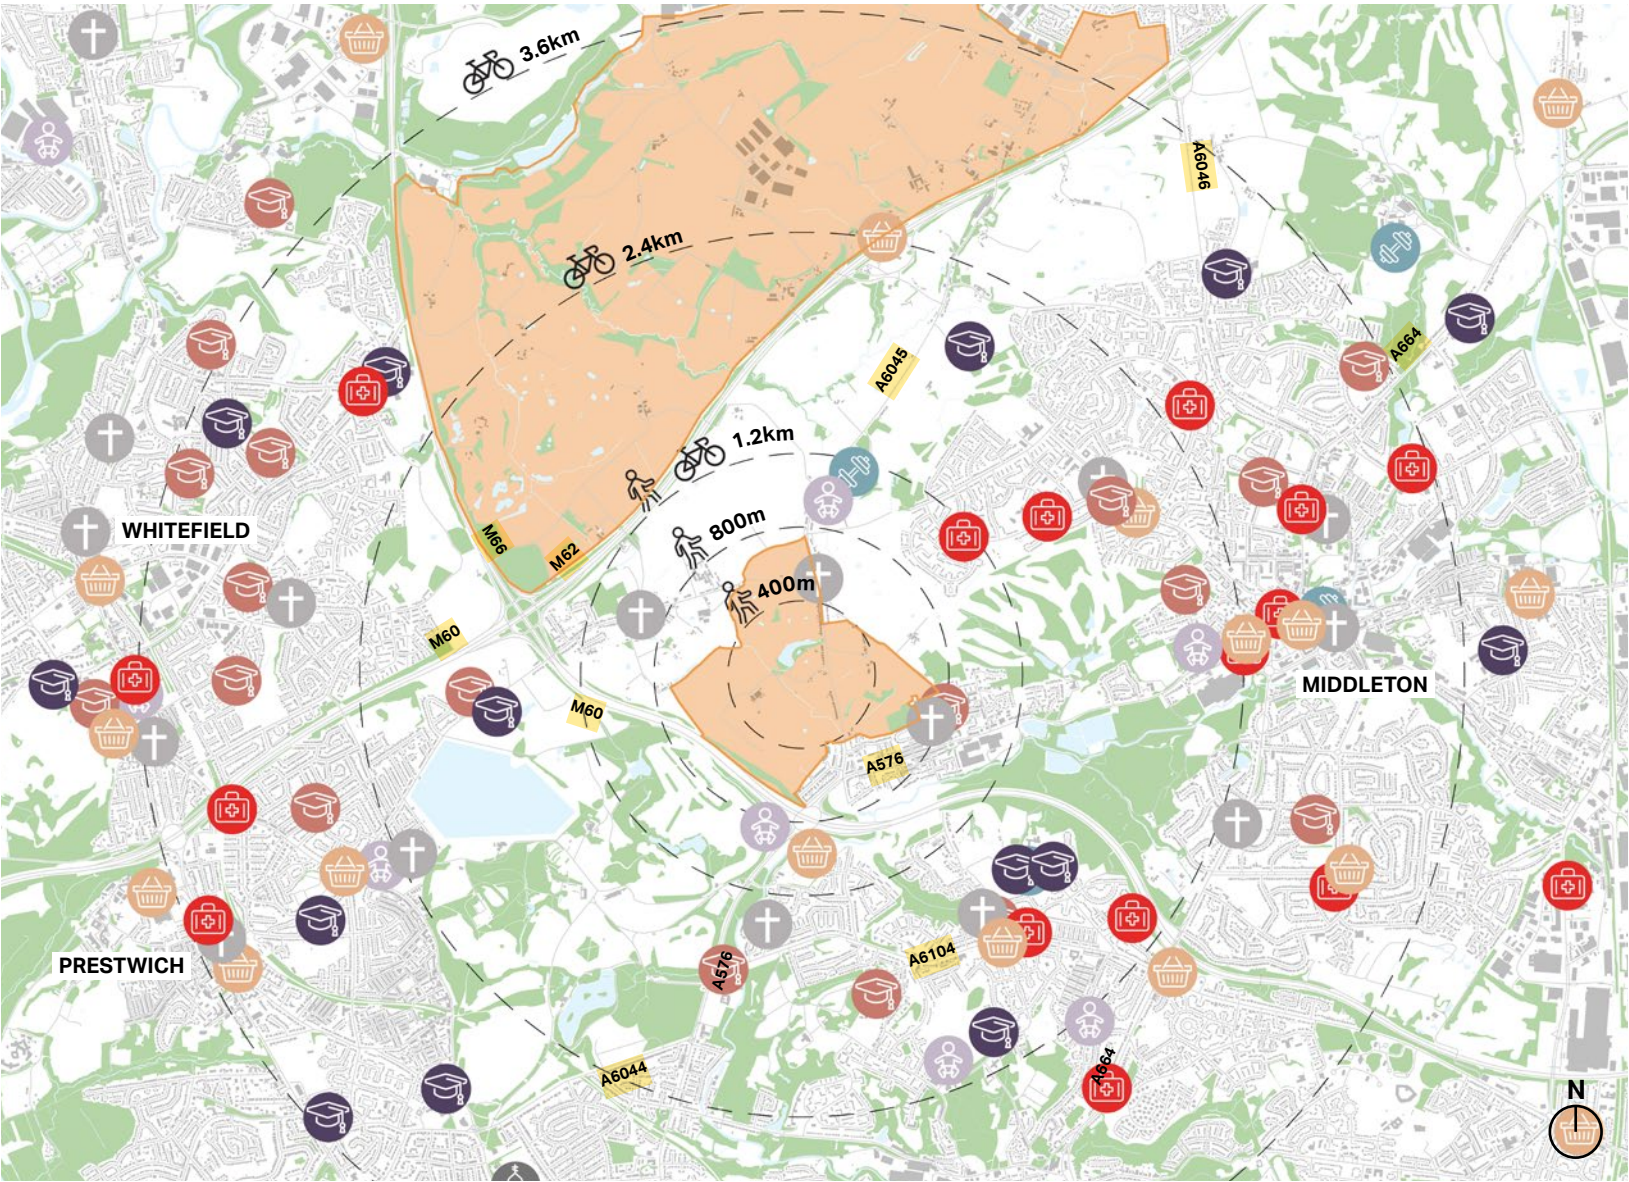 3.6km
A6046
2.4km
A664
A6045
1.2km
800m
WHITEFIELD
M66
M62
400m
M60
MIDDLETON
M60
A576
A6104
PRESTWICH
A576
A664
A6044
N